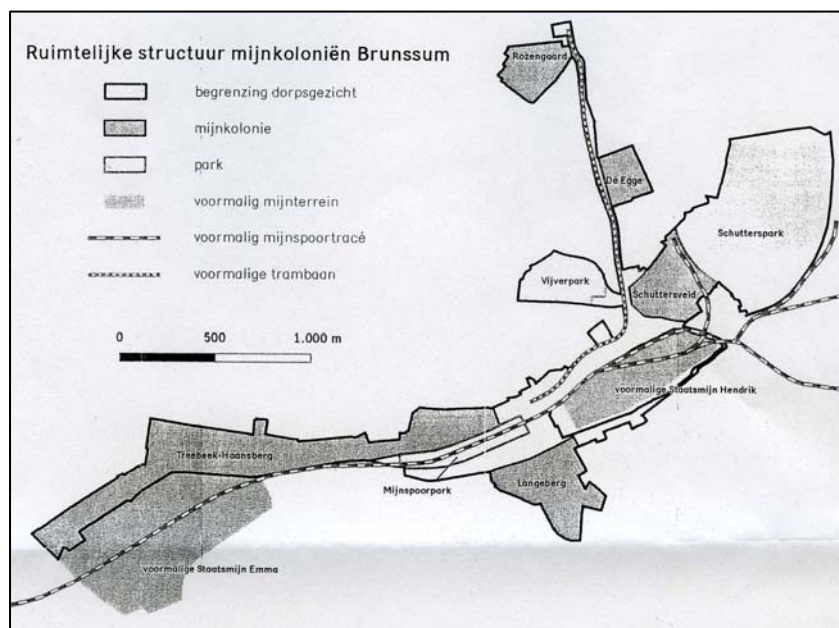 Ruimtelijke structuur mijnkoloniën Brunssum
begrenzing dorpsgezicht
mijnkolonie
park
voormalig mijnterrein
voormalig mijnspoortracé
voormalige trambaan
0 500 1.000 m
Rozengaard
De Egge
Schutterspark
Vijverpark
Schuttersveld
voormalige Staatsmijn Hendrik
Treebeek-Haansberg
Mijnspoorpark
Langeberg
voormalige Staatsmijn Emma